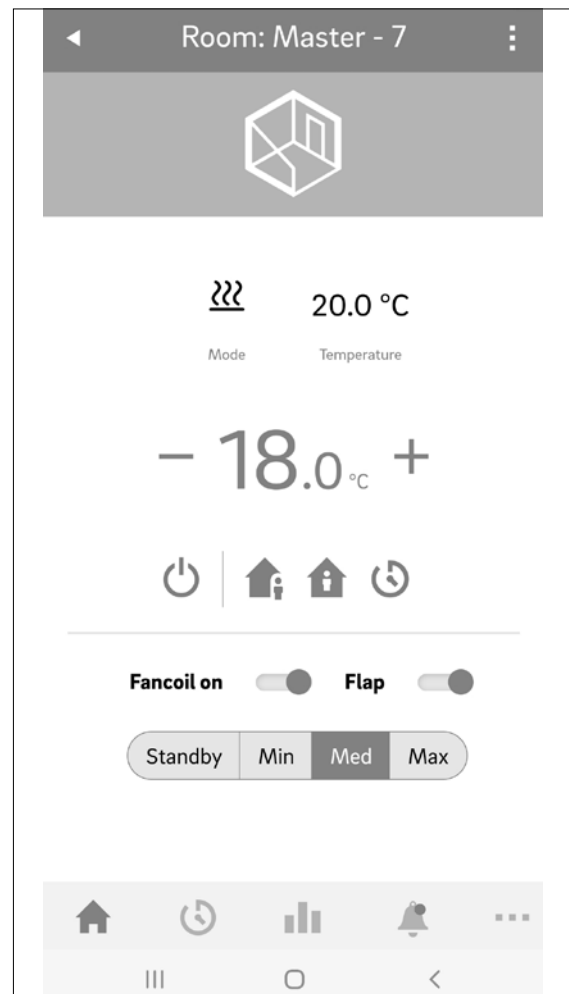 Room: Master - 7
20.0 °C
Mode Temperature
− 18.0 °C +
Fancoil on Flap
Standby Min Med Max